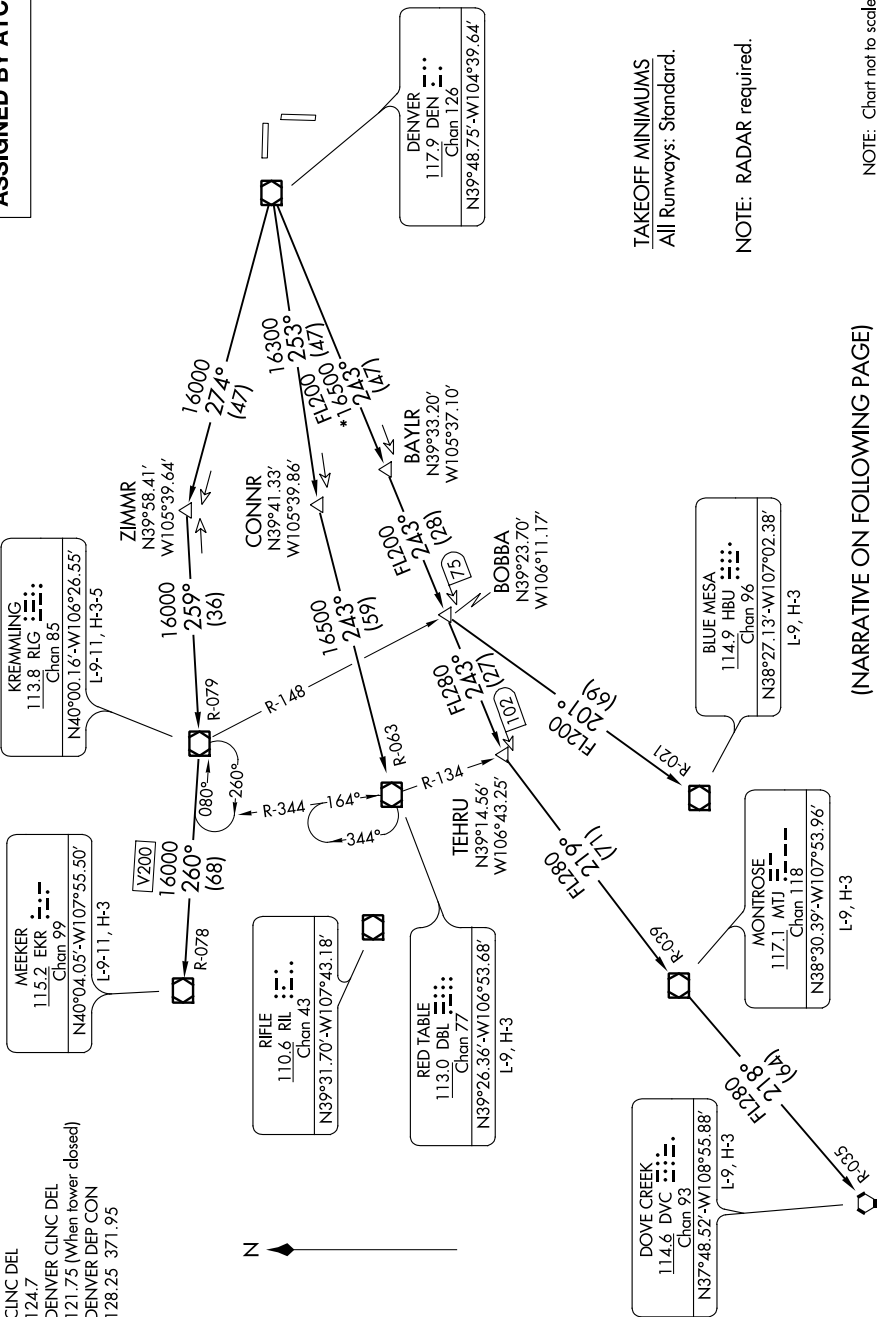 CLNC DEL
124.7
DENVER CLNC DEL
121.75 (When tower closed)
DENVER DEP CON
128.25 371.95
ASSIGNED BY ATC
MEEKER
115.2 EKR
Chan 99
N40°04.05'-W107°55.50'
L-9-11, H-3
KREMMLING
113.8 RLG
Chan 85
N40°00.16'-W106°26.55'
L-9-11, H-3-5
ZIMMR
N39°58.41'
W105°39.64'
CONNR
N39°41.33'
W105°39.86'
BAYLR
N39°33.20'
W105°37.10'
BOBBA
N39°23.70'
W106°11.17'
TEHRU
N39°14.56'
W106°43.25'
DENVER
117.9 DEN
Chan 126
N39°48.75'-W104°39.64'
RIFLE
110.6 RIL
Chan 43
N39°31.70'-W107°43.18'
RED TABLE
113.0 DBL
Chan 77
N39°26.36'-W106°53.68'
L-9, H-3
BLUE MESA
114.9 HBU
Chan 96
N38°27.13'-W107°02.38'
L-9, H-3
MONTROSE
117.1 MTJ
Chan 118
N38°30.39'-W107°53.96'
L-9, H-3
DOVE CREEK
114.6 DVC
Chan 93
N37°48.52'-W108°55.88'
L-9, H-3
V200
16000
260°
(68)
R-078
080°
260°
R-079
16000
259°
(36)
16000
274°
(47)
16300
253°
(47)
FL200
*16500
243°
(47)
16500
243°
(59)
R-063
FL200
243°
(28)
75
R-148
R-344
164°
344°
R-134
FL280
243°
(27)
102
FL200
201°
(69)
R-021
FL280
219°
(71)
R-039
FL280
218°
(64)
R-035
N
TAKEOFF MINIMUMS
All Runways: Standard.
NOTE: RADAR required.
NOTE: Chart not to scale
(NARRATIVE ON FOLLOWING PAGE)